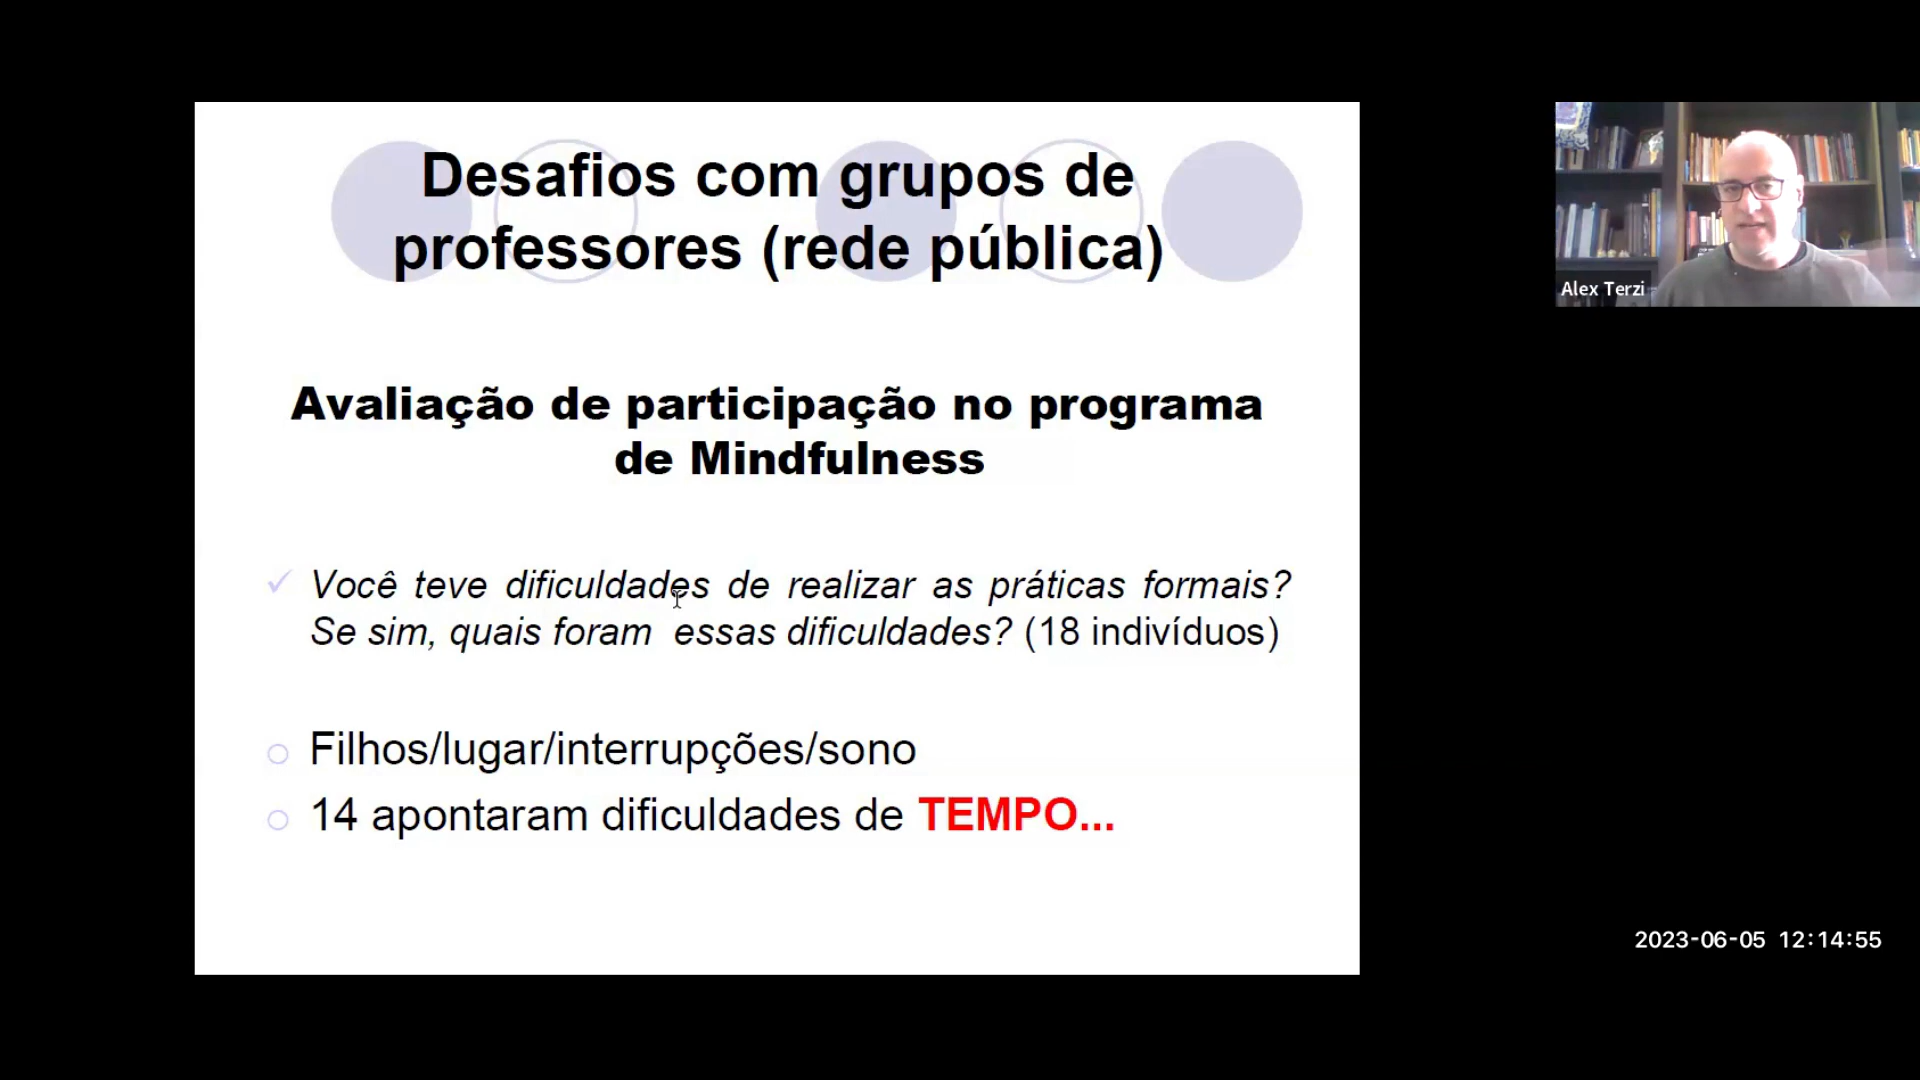 Desafios com grupos de
professores (rede pública)
Avaliação de participação no programa
de Mindfulness
Você teve dificuldades de realizar as práticas formais?
Se sim, quais foram essas dificuldades? (18 indivíduos)
Filhos/lugar/interrupções/sono
14 apontaram dificuldades de TEMPO...
Alex Terzi
2023-06-05 12:14:55